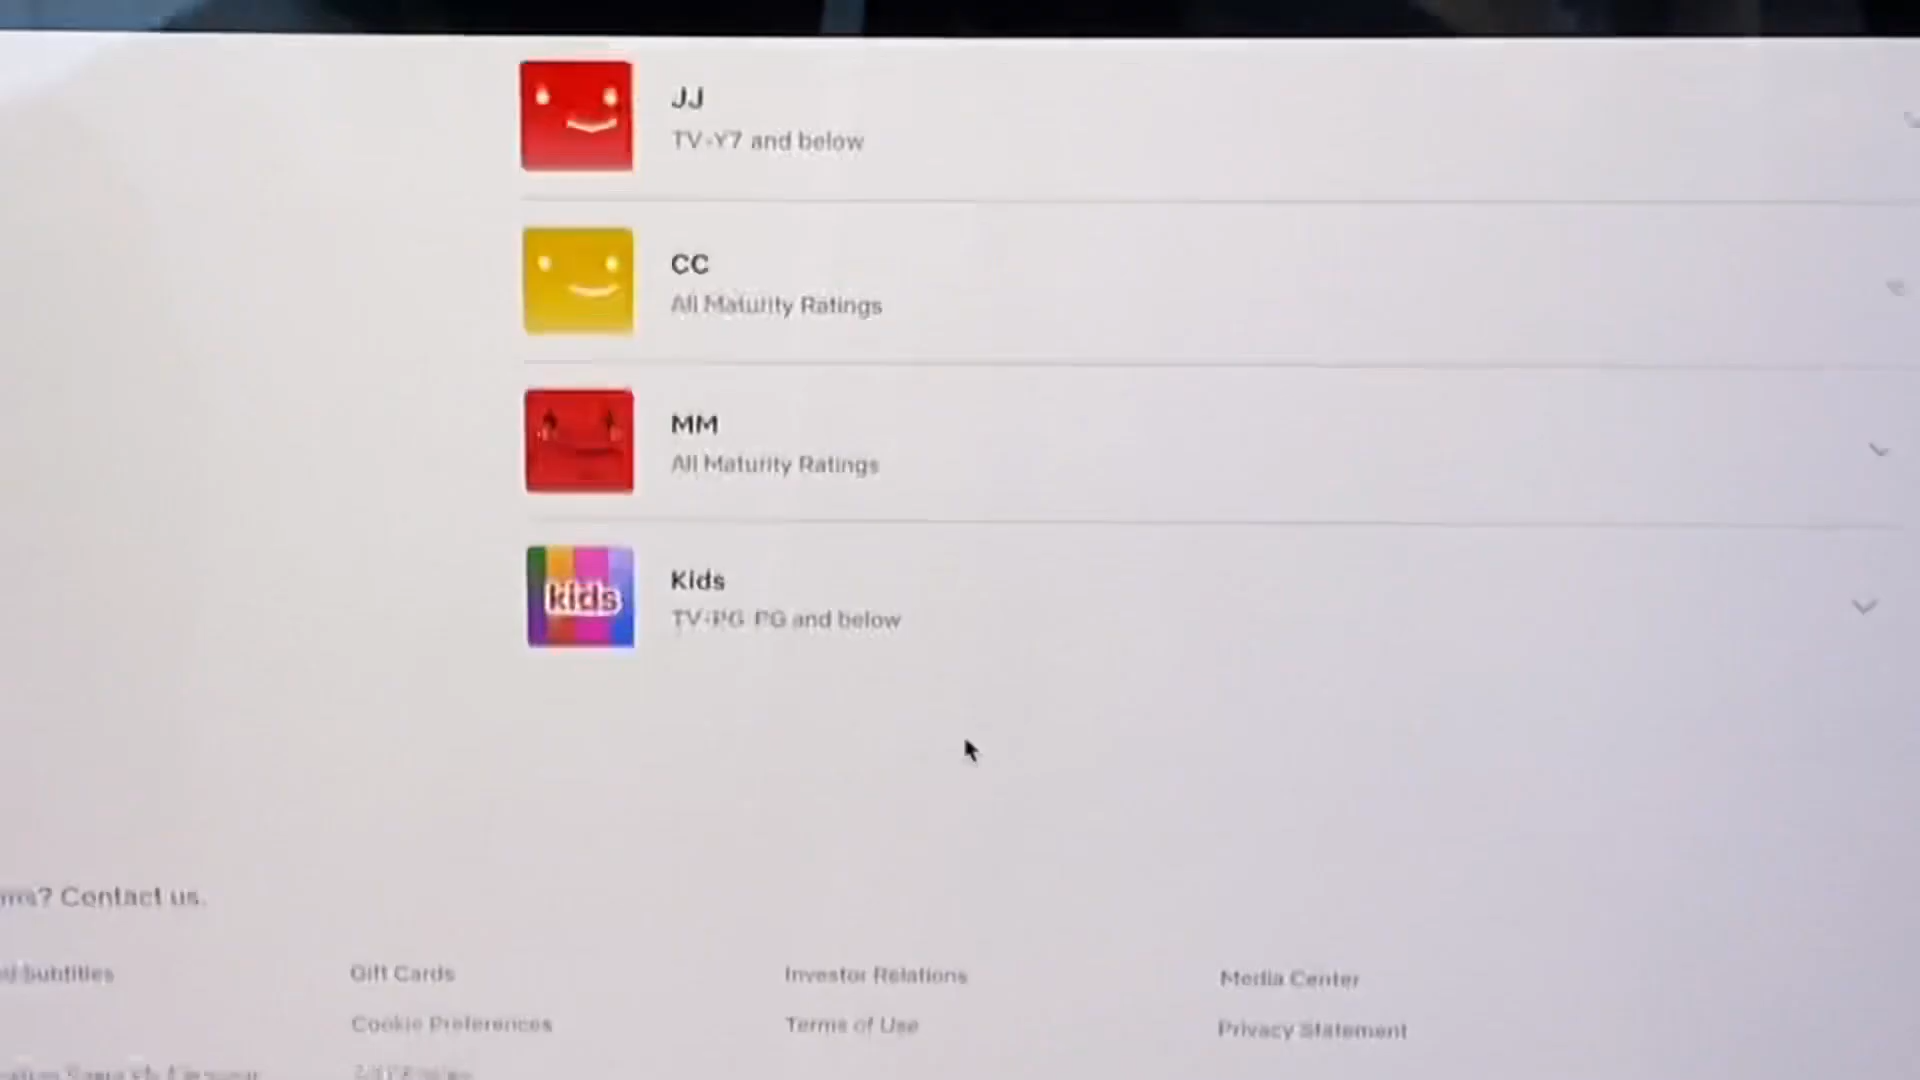 JJ
TV-Y7 and below
CC
All Maturity Ratings
MM
All Maturity Ratings
kids
Kids
TV-PG PG and below
? Contact us.
Subtitles
Gift Cards
Investor Relations
Media Center
Cookie Preferences
Terms of Use
Privacy Statement